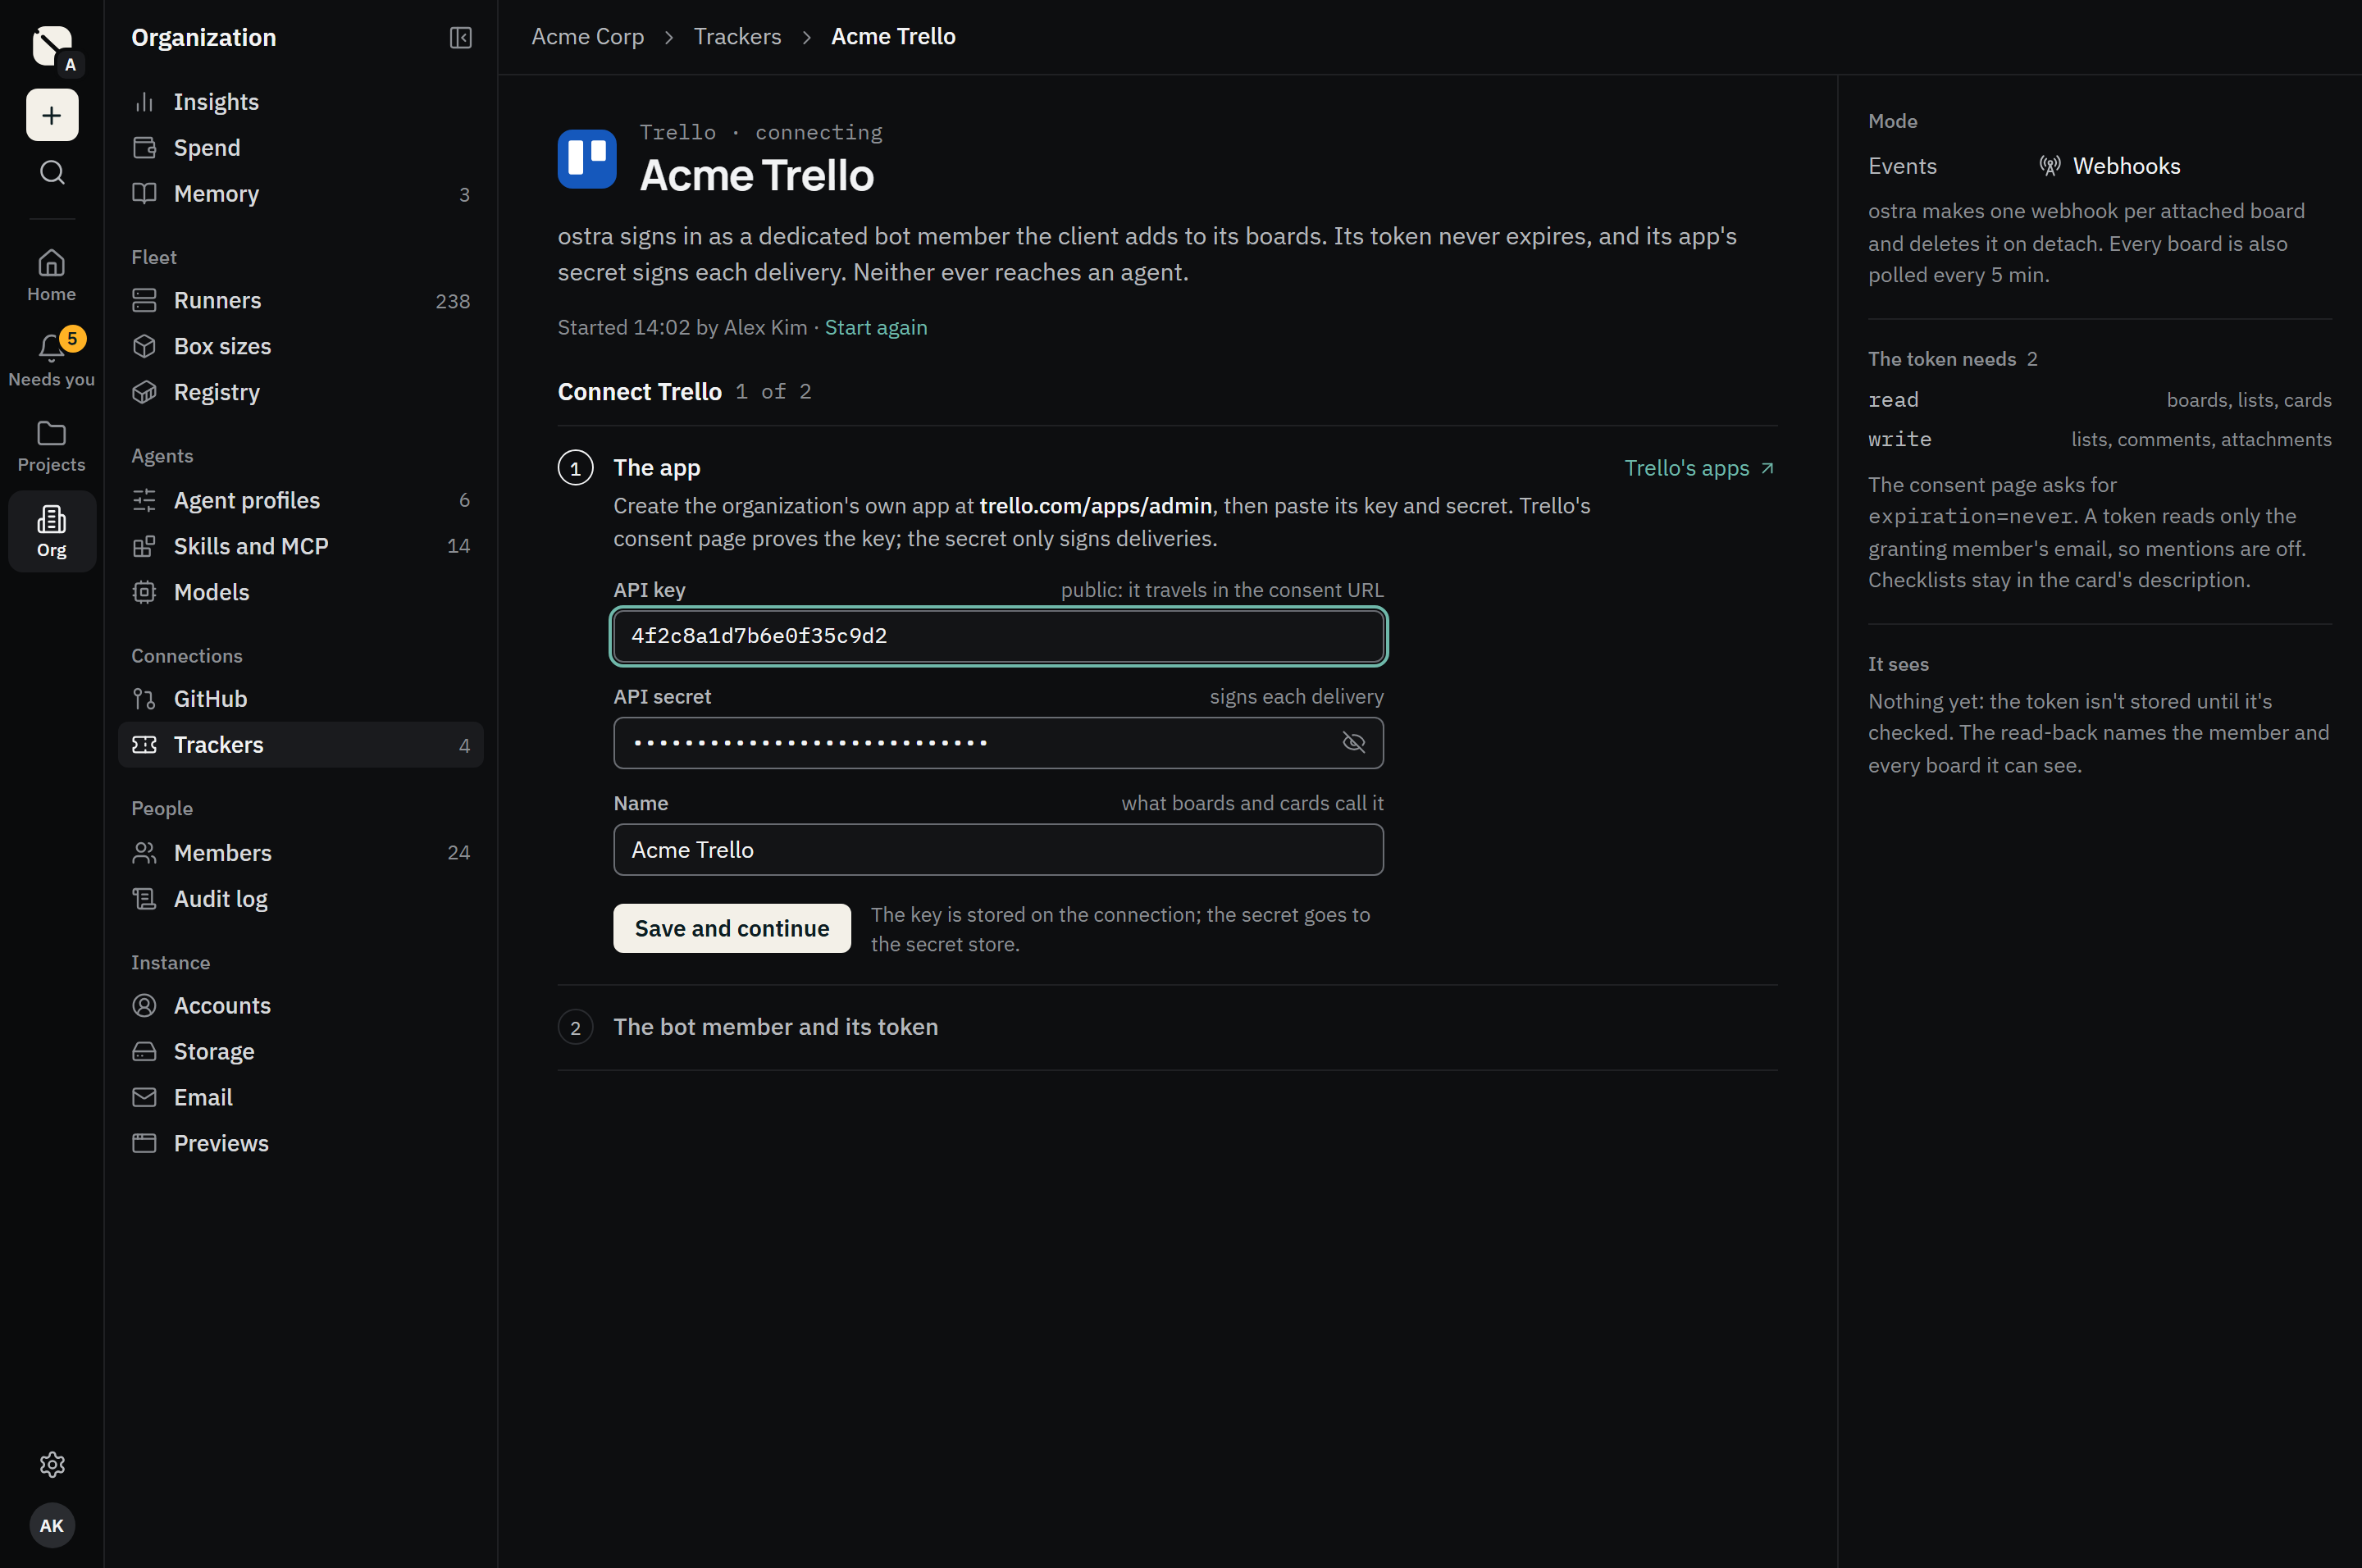 A
Home
5
Needs you
Projects
Org
AK
Organization
Insights
Spend
Memory 3
Fleet
Runners 238
Box sizes
Registry
Agents
Agent profiles 6
Skills and MCP 14
Models
Connections
GitHub
Trackers 4
People
Members 24
Audit log
Instance
Accounts
Storage
Email
Previews
Acme Corp > Trackers > Acme Trello
Trello · connecting
Acme Trello
ostra signs in as a dedicated bot member the client adds to its boards. Its token never expires, and its app's
secret signs each delivery. Neither ever reaches an agent.
Started 14:02 by Alex Kim · Start again
Connect Trello 1 of 2
1 The app Trello's apps
Create the organization's own app at trello.com/apps/admin, then paste its key and secret. Trello's
consent page proves the key; the secret only signs deliveries.
API key public: it travels in the consent URL
4f2c8a1d7b6e0f35c9d2
API secret signs each delivery
••••••••••••••••••••••••••••
Name what boards and cards call it
Acme Trello
Save and continue
The key is stored on the connection; the secret goes to
the secret store.
2 The bot member and its token
Mode
Events Webhooks
ostra makes one webhook per attached board
and deletes it on detach. Every board is also
polled every 5 min.
The token needs 2
read boards, lists, cards
write lists, comments, attachments
The consent page asks for
expiration=never. A token reads only the
granting member's email, so mentions are off.
Checklists stay in the card's description.
It sees
Nothing yet: the token isn't stored until it's
checked. The read-back names the member and
every board it can see.